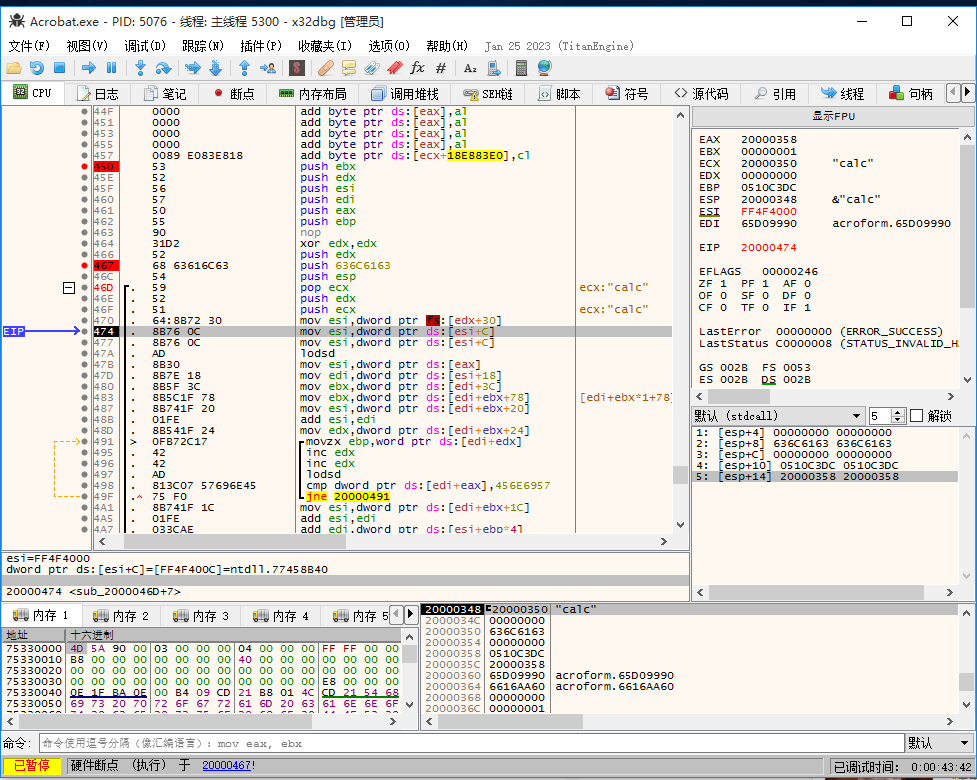 Acrobat.exe - PID: 5076 - 线程: 主线程 5300 - x32dbg [管理员]
文件(F) 视图(V) 调试(D) 跟踪(N) 插件(P) 收藏夹(I) 选项(O) 帮助(H) Jan 25 2023 (TitanEngine)
CPU 日志 笔记 断点 内存布局 调用堆栈 SEH链 脚本 符号 源代码 引用 线程 句柄
44F 0000 add byte ptr ds:[eax],al
451 0000 add byte ptr ds:[eax],al
453 0000 add byte ptr ds:[eax],al
455 0000 add byte ptr ds:[eax],al
457 0089 E083E818 add byte ptr ds:[ecx+18E883E0],cl
45D 53 push ebx
45E 52 push edx
45F 56 push esi
460 57 push edi
461 50 push eax
462 55 push ebp
463 90 nop
464 31D2 xor edx,edx
466 52 push edx
467 68 63616C63 push 636C6163
46C 54 push esp
46D . 59 pop ecx ecx:"calc"
46E . 52 push edx
46F . 51 push ecx ecx:"calc"
470 . 64:8B72 30 mov esi,dword ptr fs:[edx+30]
EIP 474 . 8B76 0C mov esi,dword ptr ds:[esi+C]
477 . 8B76 0C mov esi,dword ptr ds:[esi+C]
47A . AD lodsd
47B . 8B30 mov esi,dword ptr ds:[eax]
47D . 8B7E 18 mov edi,dword ptr ds:[esi+18]
480 . 8B5F 3C mov ebx,dword ptr ds:[edi+3C]
483 . 8B5C1F 78 mov ebx,dword ptr ds:[edi+ebx+78] [edi+ebx*1+78]
487 . 8B741F 20 mov esi,dword ptr ds:[edi+ebx+20]
48B . 01FE add esi,edi
48D . 8B541F 24 mov edx,dword ptr ds:[edi+ebx+24]
491 > 0FB72C17 movzx ebp,word ptr ds:[edi+edx]
495 . 42 inc edx
496 . 42 inc edx
497 . AD lodsd
498 . 813C07 57696E45 cmp dword ptr ds:[edi+eax],456E6957
49F .^ 75 F0 jne 20000491
4A1 . 8B741F 1C mov esi,dword ptr ds:[edi+ebx+1C]
4A5 . 01FE add esi,edi
4A7 . 033CAE add edi,dword ptr ds:[esi+ebp*4]
显示FPU
EAX 20000358
EBX 00000001
ECX 20000350 "calc"
EDX 00000000
EBP 0510C3DC
ESP 20000348 &"calc"
ESI FF4F4000
EDI 65D09990 acroform.65D09990
EIP 20000474
EFLAGS 00000246
ZF 1 PF 1 AF 0
OF 0 SF 0 DF 0
CF 0 TF 0 IF 1
LastError 00000000 (ERROR_SUCCESS)
LastStatus C0000008 (STATUS_INVALID_HA
GS 002B FS 0053
ES 002B DS 002B
默认 (stdcall) 5 解锁
1: [esp+4] 00000000 00000000
2: [esp+8] 636C6163 636C6163
3: [esp+C] 00000000 00000000
4: [esp+10] 0510C3DC 0510C3DC
5: [esp+14] 20000358 20000358
esi=FF4F4000
dword ptr ds:[esi+C]=[FF4F400C]=ntdll.77458B40
20000474 <sub_2000046D+7>
内存 1 内存 2 内存 3 内存 4 内存 5
地址 十六进制
75330000 4D 5A 90 00 03 00 00 00 04 00 00 00 FF FF 00 00
75330010 B8 00 00 00 00 00 00 00 40 00 00 00 00 00 00 00
75330020 00 00 00 00 00 00 00 00 00 00 00 00 00 00 00 00
75330030 00 00 00 00 00 00 00 00 00 00 00 00 E8 00 00 00
75330040 0E 1F BA 0E 00 B4 09 CD 21 B8 01 4C CD 21 54 68
75330050 69 73 20 70 72 6F 67 72 61 6D 20 63 61 6E 6E 6F
20000348 20000350 "calc"
2000034C 00000000
20000350 636C6163
20000354 00000000
20000358 0510C3DC
2000035C 20000358
20000360 65D09990 acroform.65D09990
20000364 6616AA60 acroform.6616AA60
20000368 00000000
2000036C 00000001
命令: 命令使用逗号分隔（像汇编语言）: mov eax, ebx 默认
已暂停 硬件断点 （执行） 于 20000467! 已调试时间: 0:00:43:42